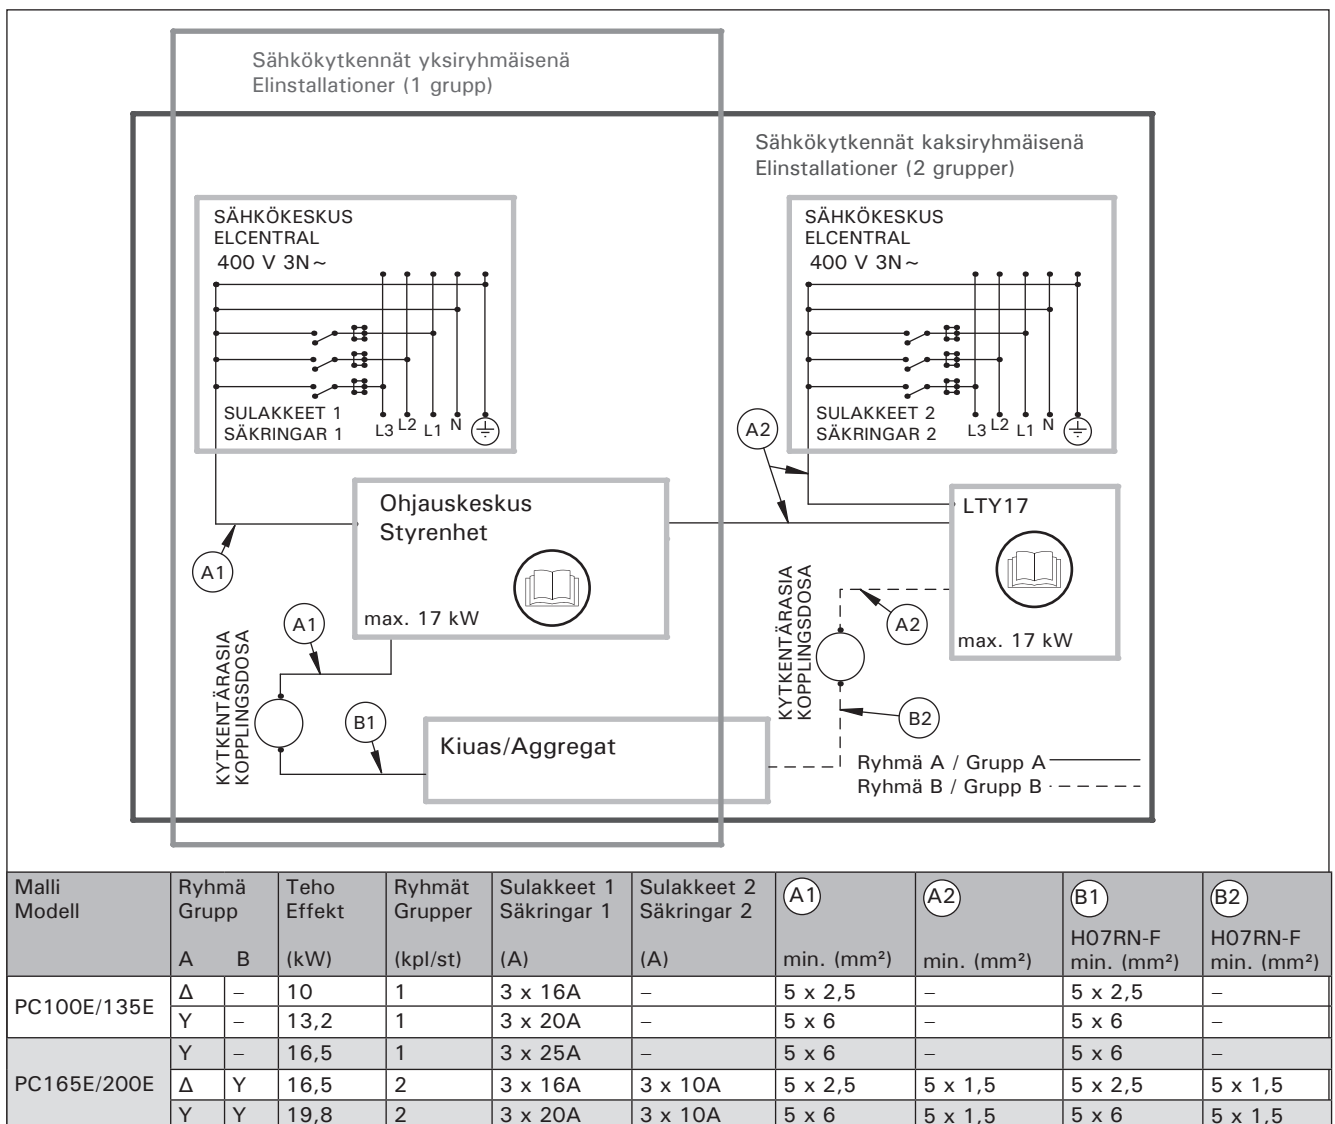 Sähkökytkennät yksiryhmäisenä
Elinstallationer (1 grupp)
Sähkökytkennät kaksiryhmäisenä
Elinstallationer (2 grupper)
SÄHKÖKESKUS
ELCENTRAL
400 V 3N~
SULAKKEET 1
SÄKRINGAR 1
L3 L2 L1 N
SÄHKÖKESKUS
ELCENTRAL
400 V 3N~
SULAKKEET 2
SÄKRINGAR 2
L3 L2 L1 N
A2
Ohjauskeskus
Styrenhet
max. 17 kW
LTY17
max. 17 kW
A1
A1
KYTKENTÄRASIA
KOPPLINGSDOSA
B1
Kiuas/Aggregat
KYTKENTÄRASIA
KOPPLINGSDOSA
A2
B2
Ryhmä A / Grupp A
Ryhmä B / Grupp B
Malli
Modell
Ryhmä
Grupp
A B
Teho
Effekt
(kW)
Ryhmät
Grupper
(kpl/st)
Sulakkeet 1
Säkringar 1
(A)
Sulakkeet 2
Säkringar 2
(A)
A1
min. (mm²)
A2
min. (mm²)
B1
H07RN-F
min. (mm²)
B2
H07RN-F
min. (mm²)
PC100E/135E
Δ – 10 1 3 x 16A – 5 x 2,5 – 5 x 2,5 –
Y – 13,2 1 3 x 20A – 5 x 6 – 5 x 6 –
PC165E/200E
Y – 16,5 1 3 x 25A – 5 x 6 – 5 x 6 –
Δ Y 16,5 2 3 x 16A 3 x 10A 5 x 2,5 5 x 1,5 5 x 2,5 5 x 1,5
Y Y 19,8 2 3 x 20A 3 x 10A 5 x 6 5 x 1,5 5 x 6 5 x 1,5